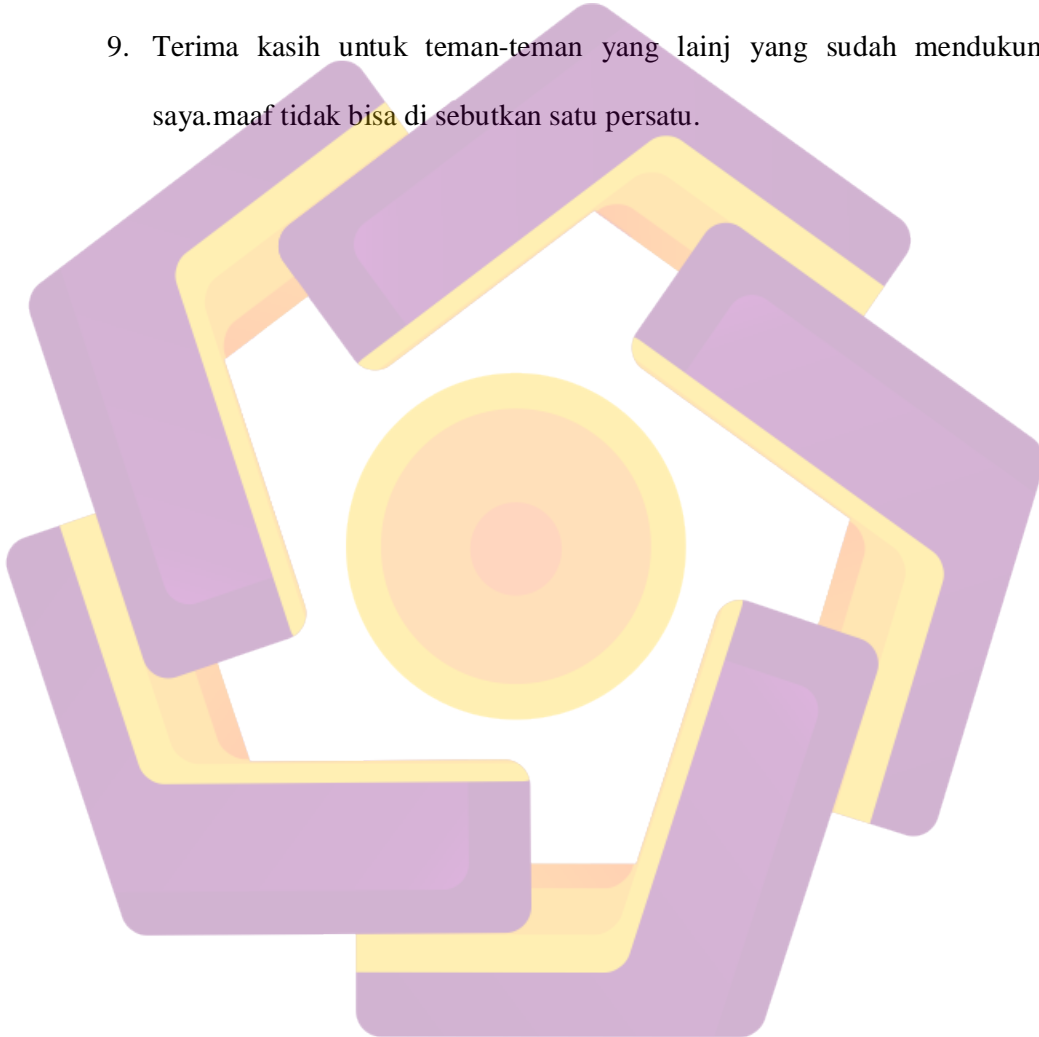 9. Terima kasih untuk teman-teman yang lainj yang sudah mendukun
saya.maaf tidak bisa di sebutkan satu persatu.